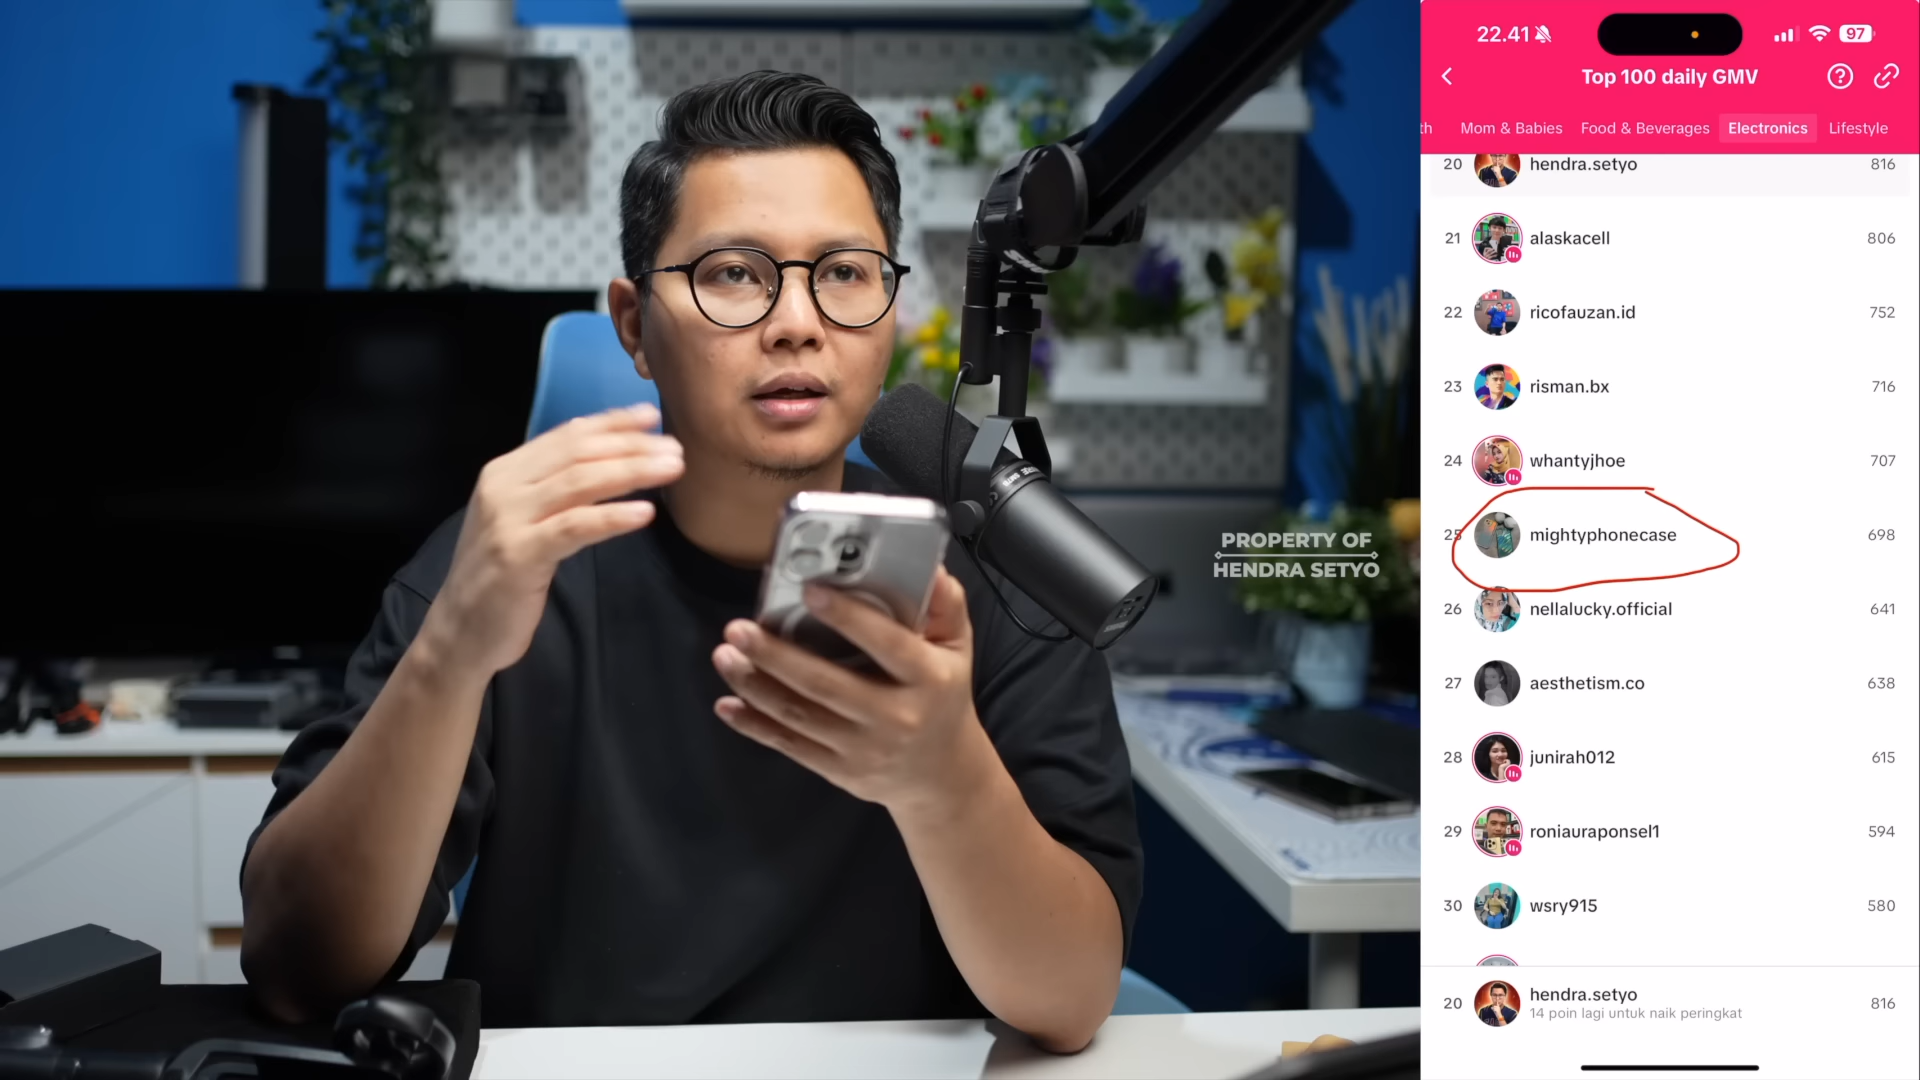 PROPERTY OF
HENDRA SETYO
22.41
97
Top 100 daily GMV
th Mom & Babies Food & Beverages Electronics Lifestyle
20 hendra.setyo 816
21 alaskacell 806
22 ricofauzan.id 752
23 risman.bx 716
24 whantyjhoe 707
25 mightyphonecase 698
26 nellalucky.official 641
27 aesthetism.co 638
28 junirah012 615
29 roniauraponsel1 594
30 wsry915 580
20 hendra.setyo 816
14 poin lagi untuk naik peringkat